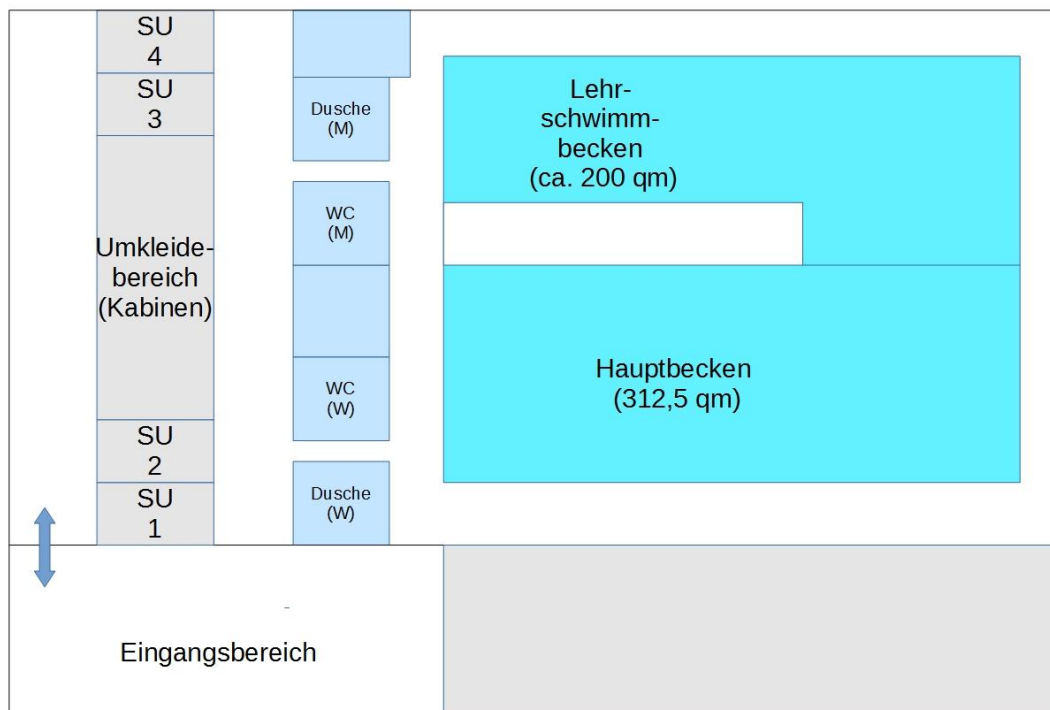 SU
4
SU
3
Umkleide-
bereich
(Kabinen)
SU
2
SU
1
Dusche
(M)
WC
(M)
WC
(W)
Dusche
(W)
Lehr-
schwimm-
becken
(ca. 200 qm)
Hauptbecken
(312,5 qm)
-
Eingangsbereich